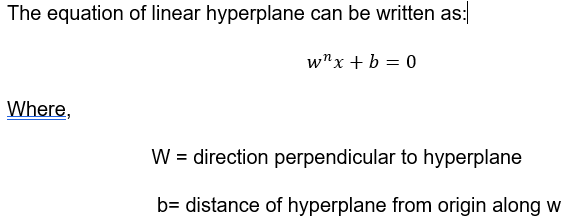 The equation of linear hyperplane can be written as:
wⁿx + b = 0
Where,
W = direction perpendicular to hyperplane
b= distance of hyperplane from origin along w